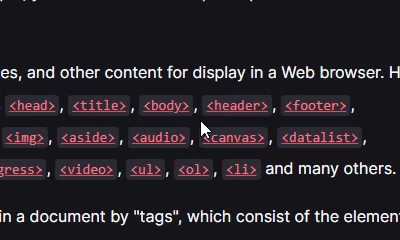 es, and other content for display in a Web browser. H
<head>, <title>, <body>, <header>, <footer>,
<img>, <aside>, <audio>, <canvas>, <datalist>,
gress>, <video>, <ul>, <ol>, <li> and many others.
in a document by "tags", which consist of the element